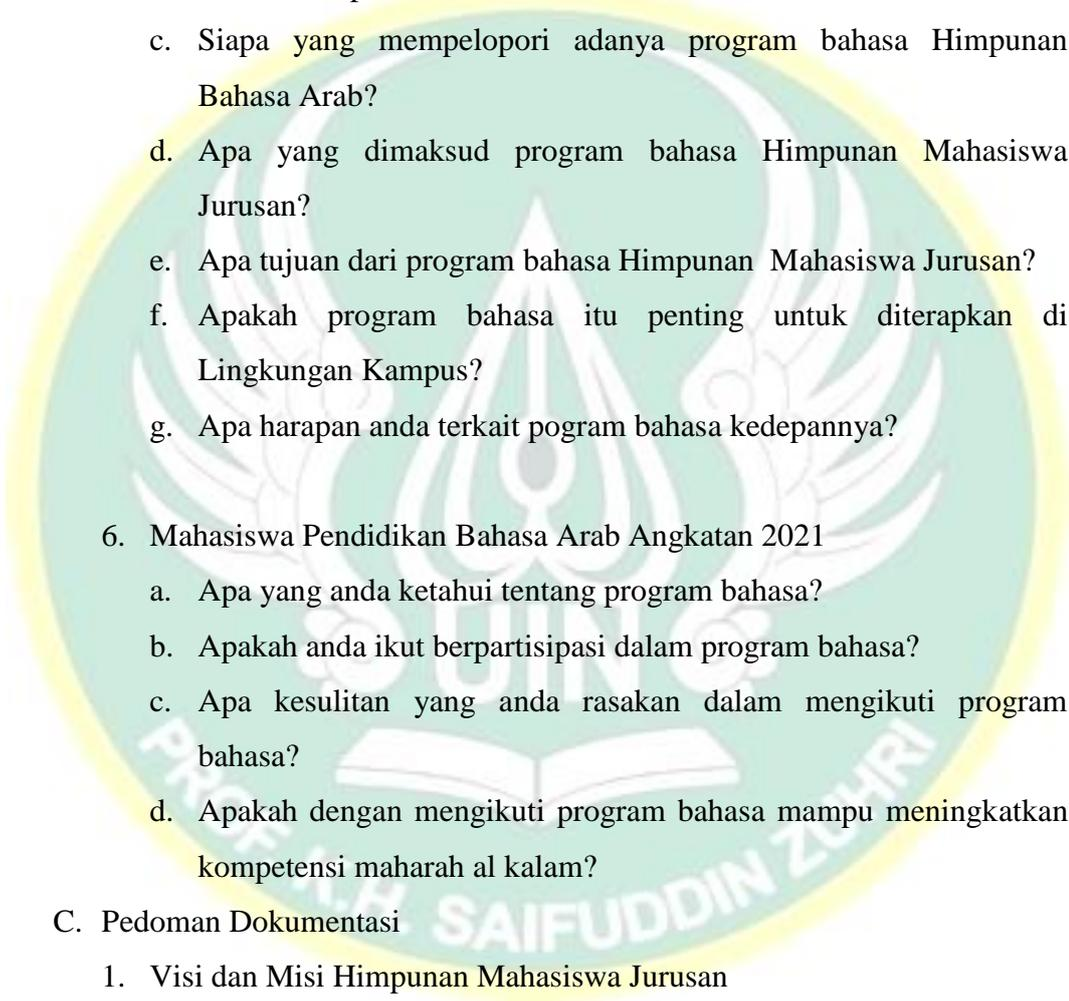 c. Siapa yang mempelopori adanya program bahasa Himpunan
Bahasa Arab?
d. Apa yang dimaksud program bahasa Himpunan Mahasiswa
Jurusan?
e. Apa tujuan dari program bahasa Himpunan Mahasiswa Jurusan?
f. Apakah program bahasa itu penting untuk diterapkan di
Lingkungan Kampus?
g. Apa harapan anda terkait pogram bahasa kedepannya?
6. Mahasiswa Pendidikan Bahasa Arab Angkatan 2021
a. Apa yang anda ketahui tentang program bahasa?
b. Apakah anda ikut berpartisipasi dalam program bahasa?
c. Apa kesulitan yang anda rasakan dalam mengikuti program
bahasa?
d. Apakah dengan mengikuti program bahasa mampu meningkatkan
kompetensi maharah al kalam?
C. Pedoman Dokumentasi
1. Visi dan Misi Himpunan Mahasiswa Jurusan
UIN
PROF. K.H. SAIFUDDIN ZUHRI